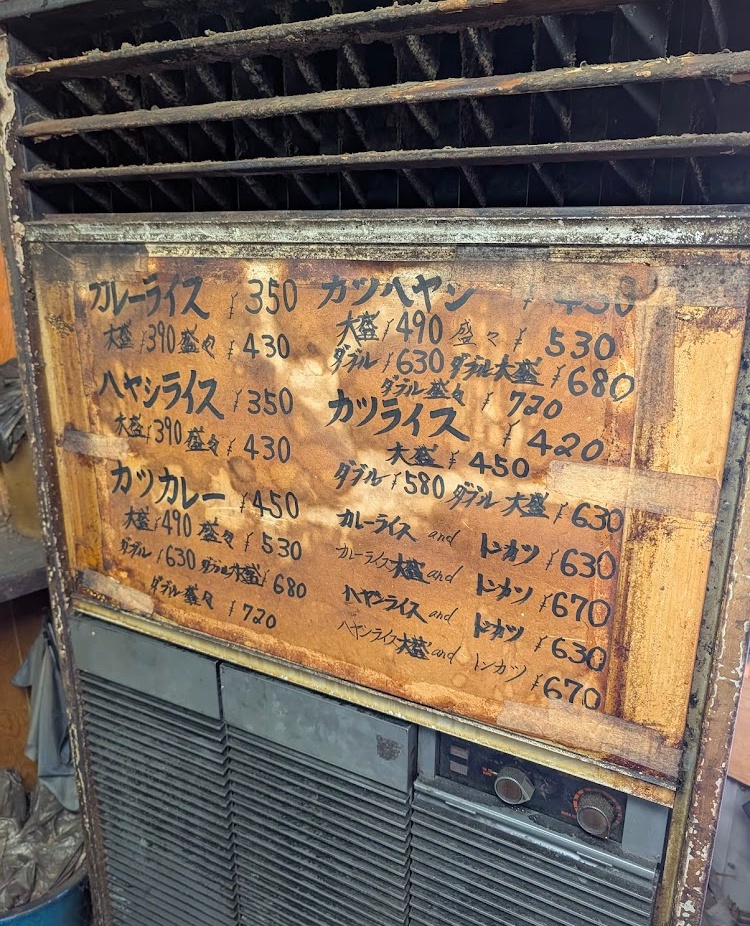 カレーライス ¥350
大盛 ¥390 盛々 ¥430
ハヤシライス ¥350
大盛 ¥390 盛々 ¥430
カツカレー ¥450
大盛 ¥490 盛々 ¥530
ダブル ¥630 ダブル大盛 ¥680
ダブル盛々 ¥720
カツハヤシ ¥450
大盛 ¥490 盛々 ¥530
ダブル ¥630 ダブル大盛 ¥680
ダブル盛々 ¥720
カツライス ¥420
大盛 ¥450
ダブル ¥580 ダブル大盛 ¥630
カレーライス and トンカツ ¥630
カレーライス大盛 and トンカツ ¥670
ハヤシライス and トンカツ ¥630
ハヤシライス大盛 and トンカツ ¥670